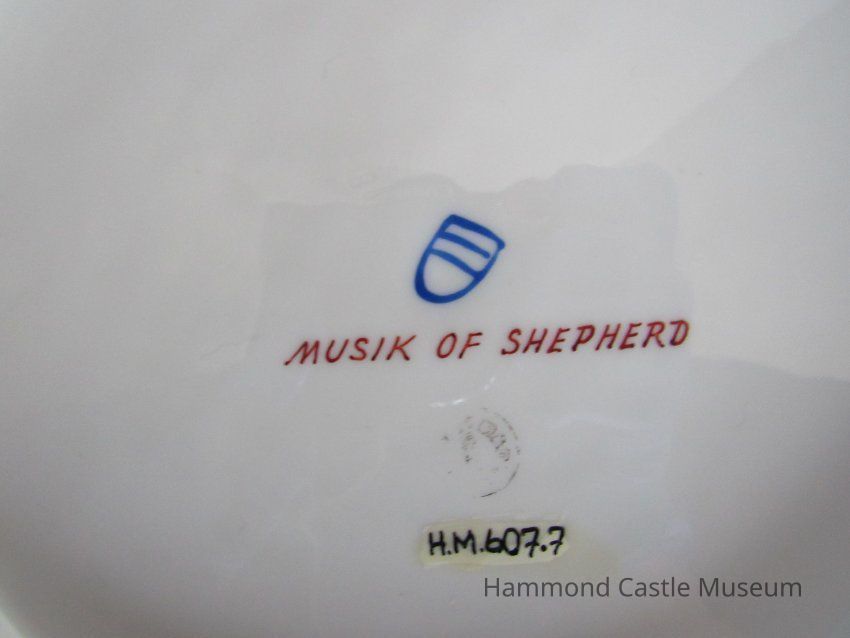 MUSIK OF SHEPHERD
H.M.607.7
Hammond Castle Museum